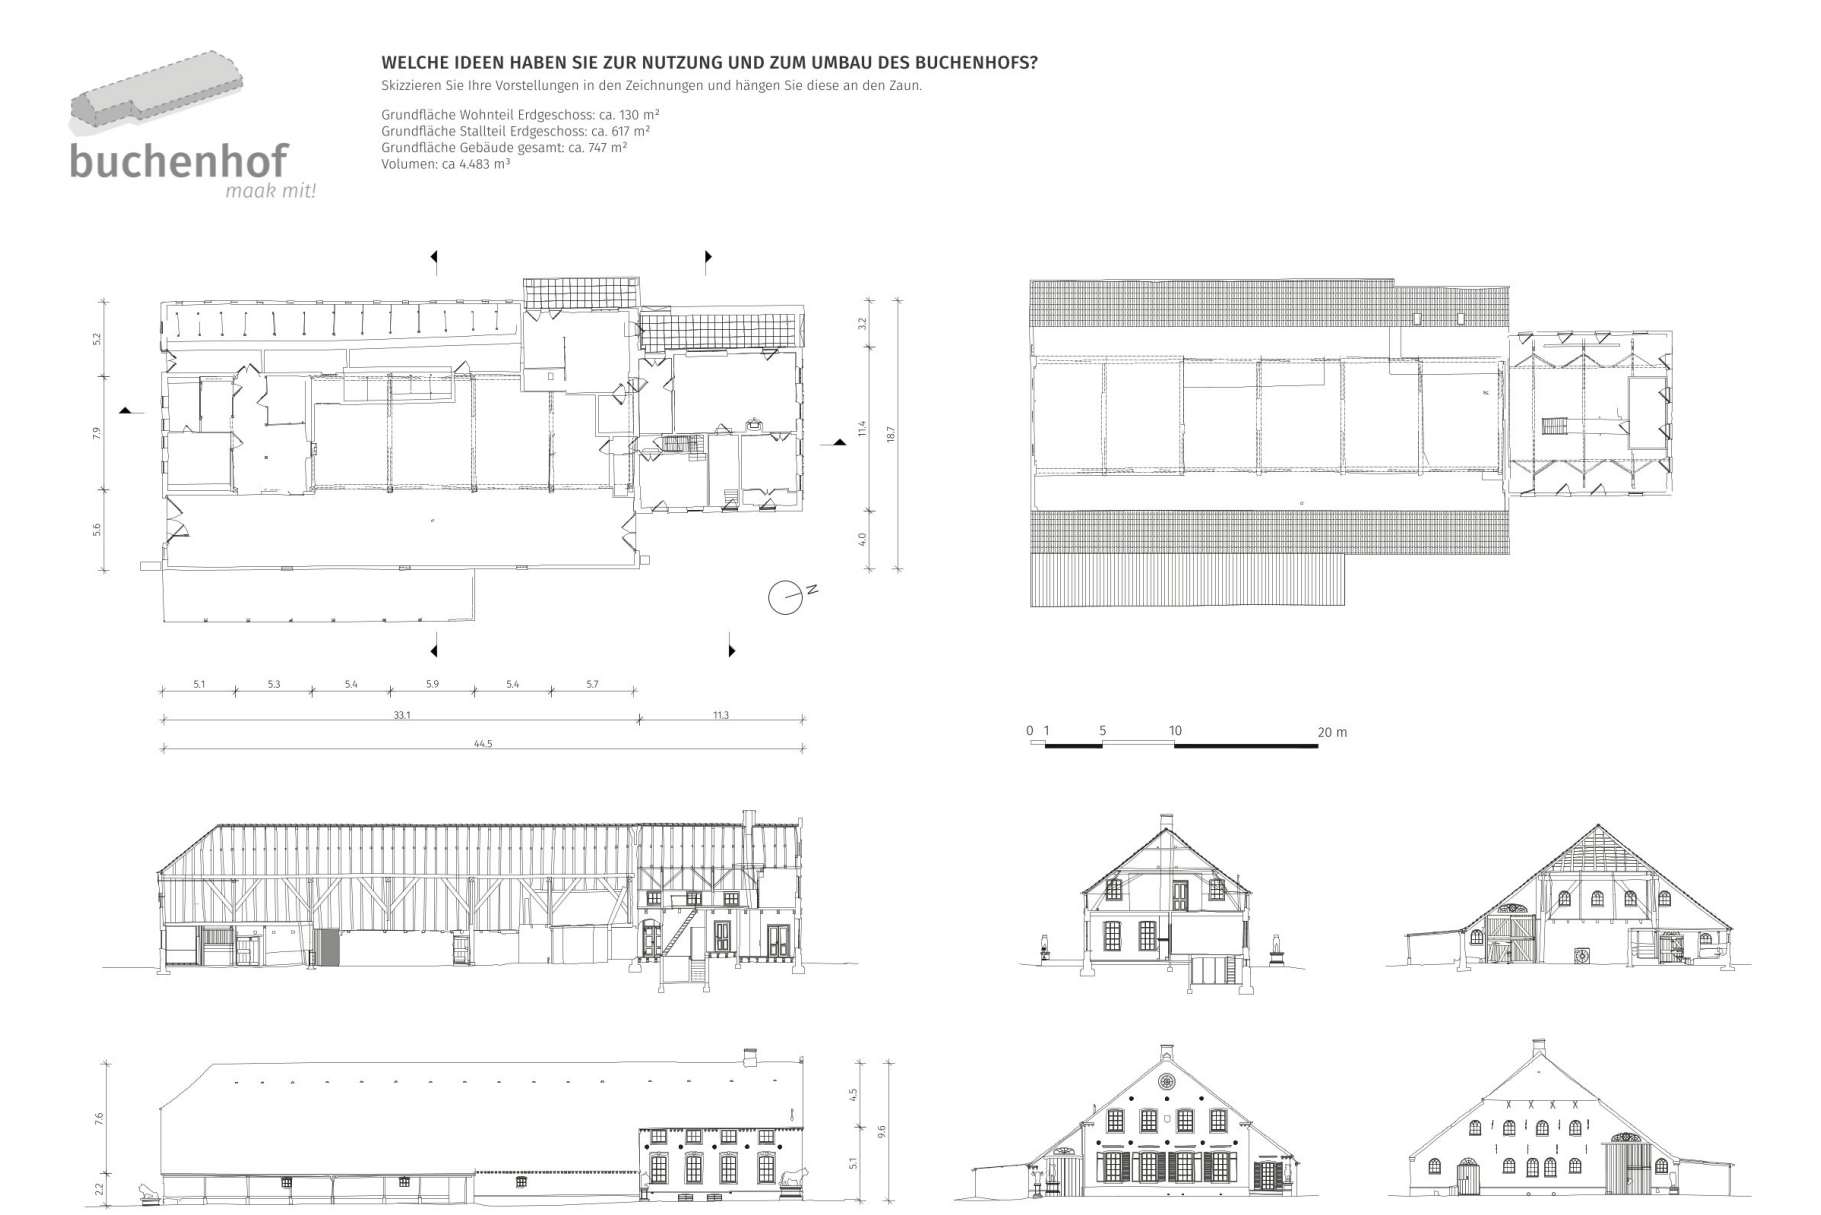 WELCHE IDEEN HABEN SIE ZUR NUTZUNG UND ZUM UMBAU DES BUCHENHOFS?
Skizzieren Sie Ihre Vorstellungen in den Zeichnungen und hängen Sie diese an den Zaun.
Grundfläche Wohnteil Erdgeschoss: ca. 130 m²
Grundfläche Stallteil Erdgeschoss: ca. 617 m²
Grundfläche Gebäude gesamt: ca. 747 m²
Volumen: ca 4.483 m³
buchenhof
maak mit!
5.2
7.9
5.6
3.2
11.4
4.0
18.7
N
5.1 5.3 5.4 5.9 5.4 5.7
33.1 11.3
44.5
0 1 5 10 20 m
7.6
2.2
4.5
5.1
9.6